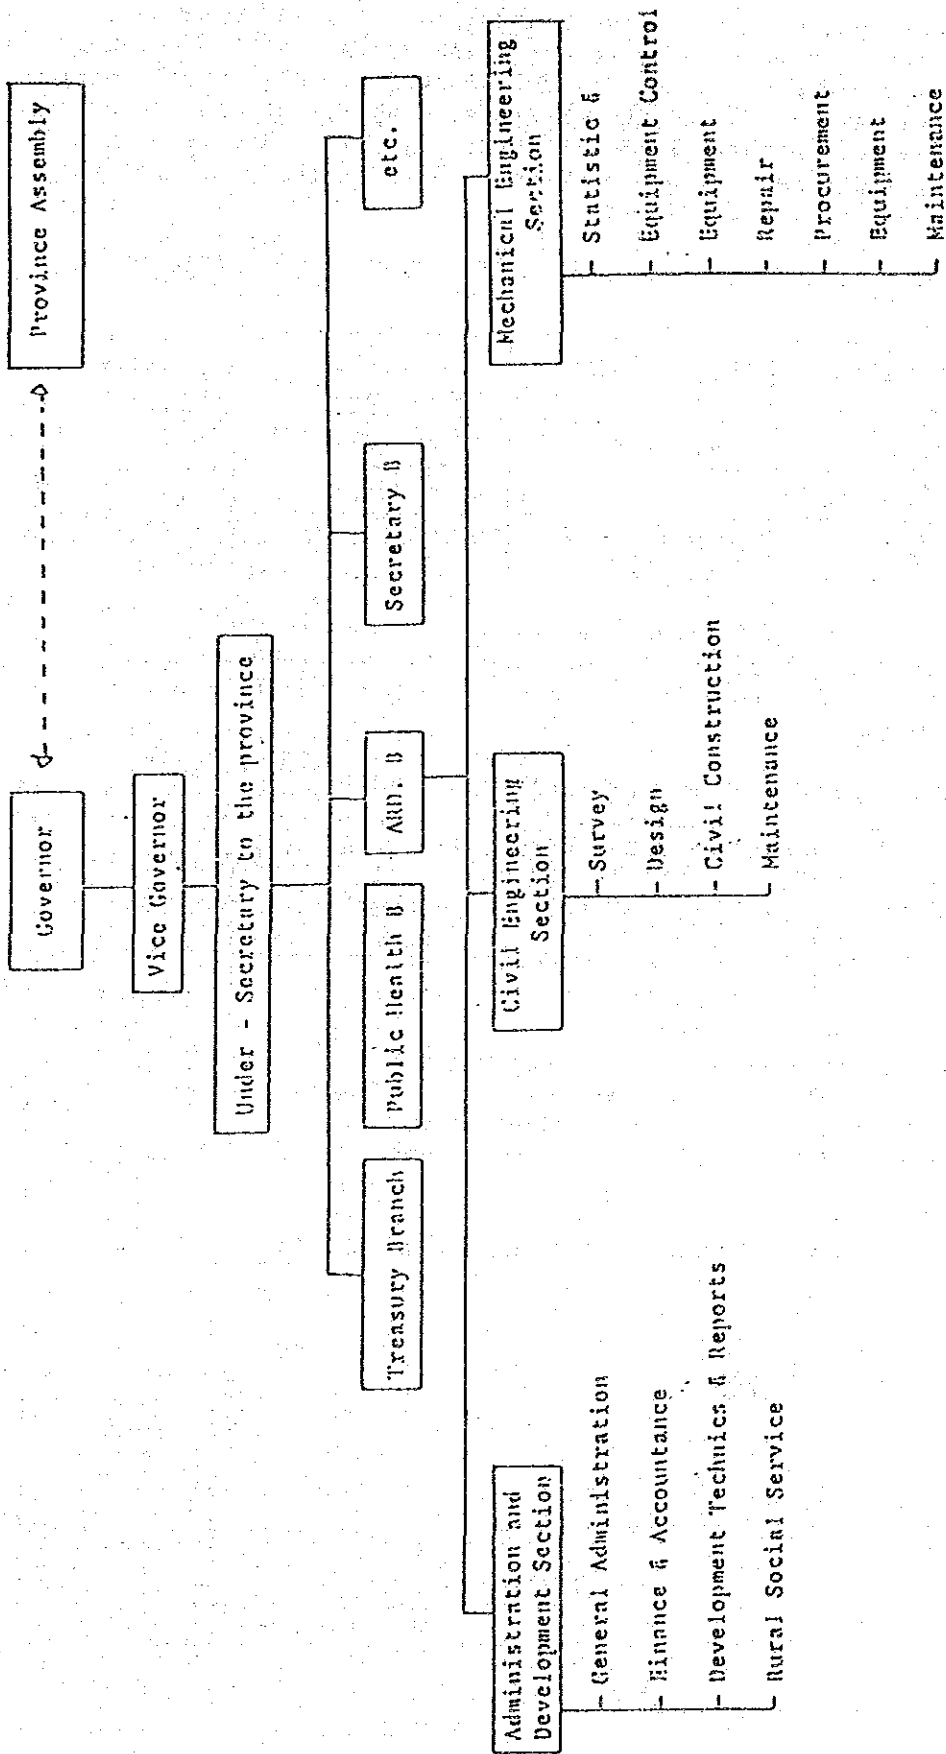 Governor
Province Assembly
Vice Governor
Under - Secretary to the province
Treasury Branch
Public Health B
ARD. B
Secretary B
etc.
Administration and
Development Section
General Administration
Finance & Accountance
Development Technics & Reports
Rural Social Service
Civil Engineering
Section
Survey
Design
Civil Construction
Maintenance
Mechanical Engineering
Section
Statistic &
Equipment Control
Equipment
Repair
Procurement
Equipment
Maintenance